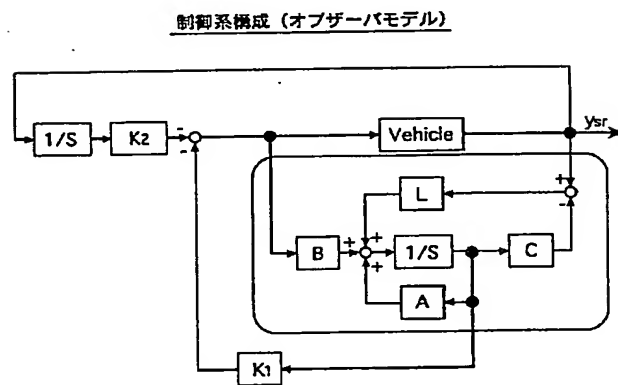 制御系構成（オブザーバモデル）
ysr
1/S
K2
-
-
Vehicle
+
-
L
B
+
+
+
1/S
C
A
K1